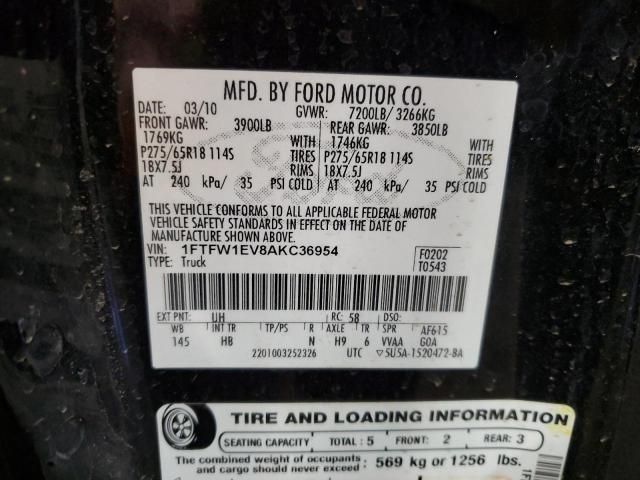 MFD. BY FORD MOTOR CO.
DATE: 03/10 GVWR: 7200LB/ 3266KG
FRONT GAWR: 3900LB REAR GAWR: 3850LB
1769KG WITH 1746KG WITH
P275/65R18 114S TIRES P275/65R18 114S TIRES
18X7.5J RIMS 18X7.5J RIMS
AT 240 kPa/ 35 PSI COLD AT 240 kPa/ 35 PSI COLD
THIS VEHICLE CONFORMS TO ALL APPLICABLE FEDERAL MOTOR
VEHICLE SAFETY STANDARDS IN EFFECT ON THE DATE OF
MANUFACTURE SHOWN ABOVE.
VIN: 1FTFW1EV8AKC36954 F0202
TYPE: Truck T0543
EXT PNT: UH RC: 58 DSO:
WB INT TR TP/PS R AXLE TR SPR AF615
145 HB N H9 6 VVAA G0A
2201003252326 UTC ▽5U5A-1520472-BA
TIRE AND LOADING INFORMATION
SEATING CAPACITY TOTAL: 5 FRONT: 2 REAR: 3
The combined weight of occupants
and cargo should never exceed: 569 kg or 1256 lbs.